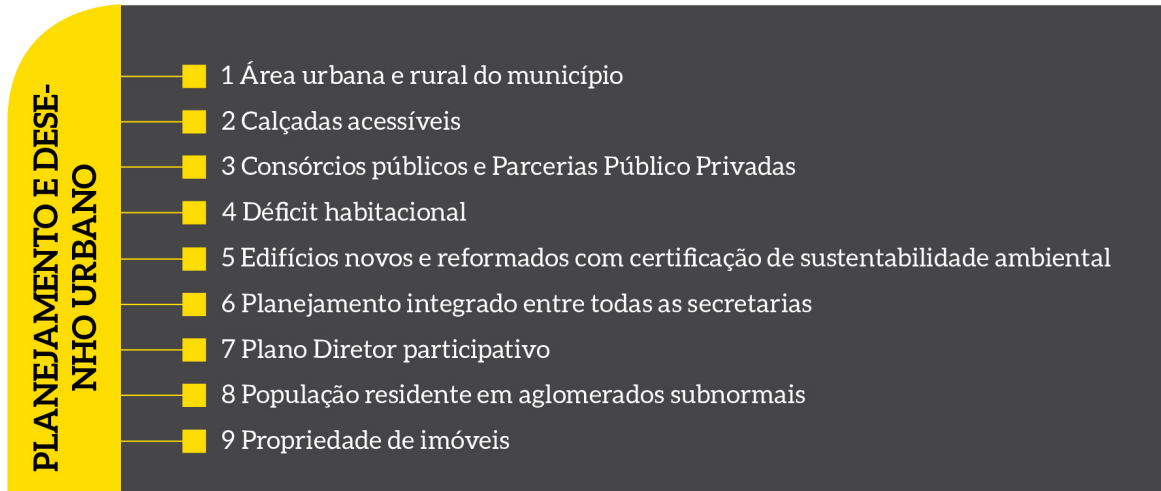 PLANEJAMENTO E DESE-
NHO URBANO
1 Área urbana e rural do município
2 Calçadas acessíveis
3 Consórcios públicos e Parcerias Público Privadas
4 Déficit habitacional
5 Edifícios novos e reformados com certificação de sustentabilidade ambiental
6 Planejamento integrado entre todas as secretarias
7 Plano Diretor participativo
8 População residente em aglomerados subnormais
9 Propriedade de imóveis